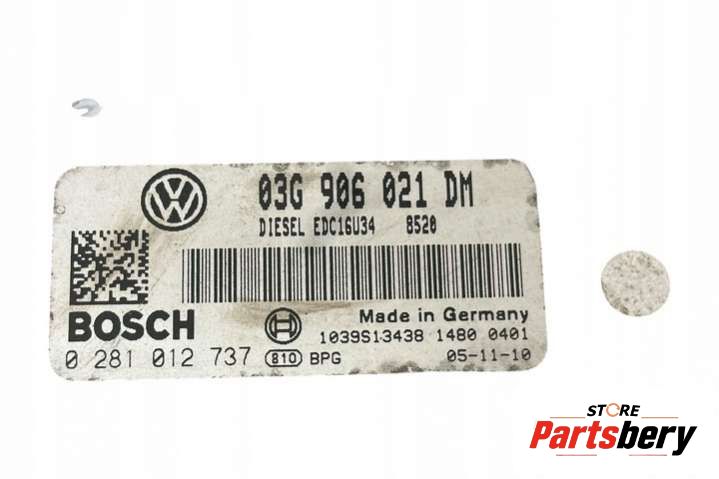 VW
03G 906 021 DM
DIESEL EDC16U34 8520
BOSCH
Made in Germany
1039S13438 1480 0401
0 281 012 737 810 BPG 05-11-10
STORE
Partsbery